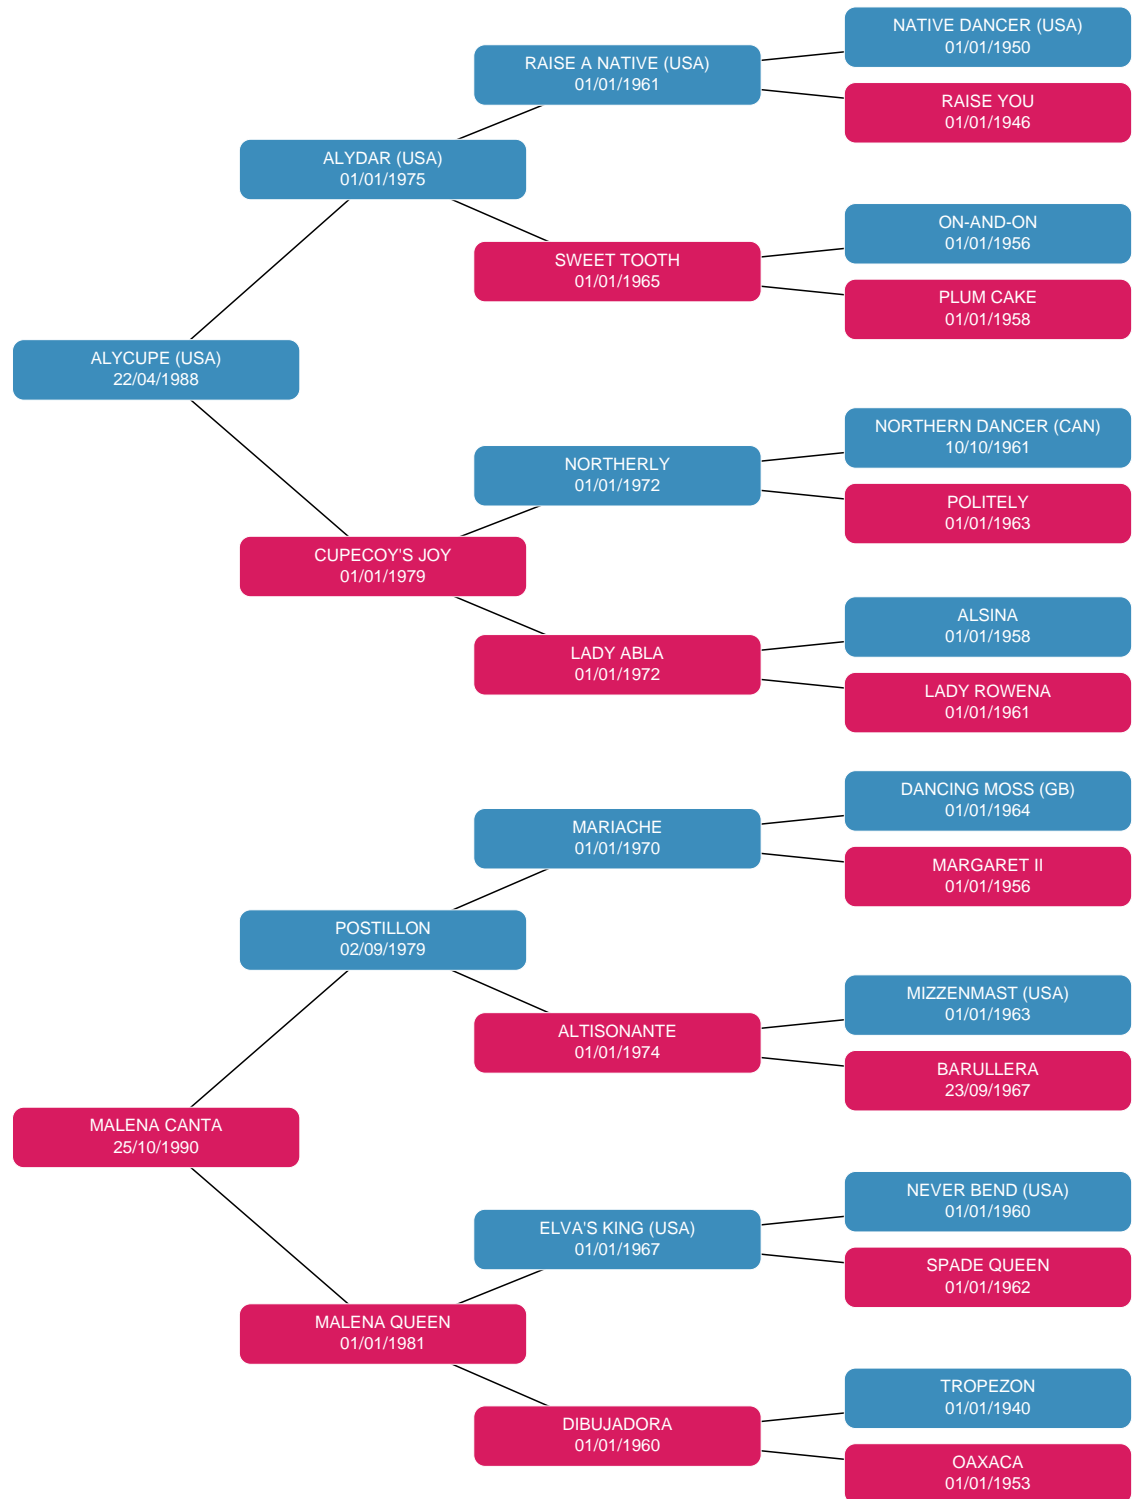 NATIVE DANCER (USA)
01/01/1950
RAISE A NATIVE (USA)
01/01/1961
RAISE YOU
01/01/1946
ALYDAR (USA)
01/01/1975
ON-AND-ON
01/01/1956
SWEET TOOTH
01/01/1965
PLUM CAKE
01/01/1958
ALYCUPE (USA)
22/04/1988
NORTHERN DANCER (CAN)
10/10/1961
NORTHERLY
01/01/1972
POLITELY
01/01/1963
CUPECOY'S JOY
01/01/1979
ALSINA
01/01/1958
LADY ABLA
01/01/1972
LADY ROWENA
01/01/1961
DANCING MOSS (GB)
01/01/1964
MARIACHE
01/01/1970
MARGARET II
01/01/1956
POSTILLON
02/09/1979
MIZZENMAST (USA)
01/01/1963
ALTISONANTE
01/01/1974
BARULLERA
23/09/1967
MALENA CANTA
25/10/1990
NEVER BEND (USA)
01/01/1960
ELVA'S KING (USA)
01/01/1967
SPADE QUEEN
01/01/1962
MALENA QUEEN
01/01/1981
TROPEZON
01/01/1940
DIBUJADORA
01/01/1960
OAXACA
01/01/1953